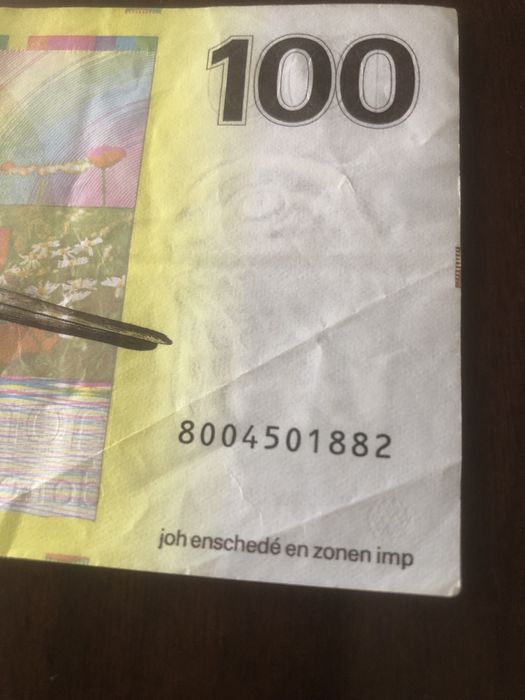 100
8004501882
joh enschedé en zonen imp